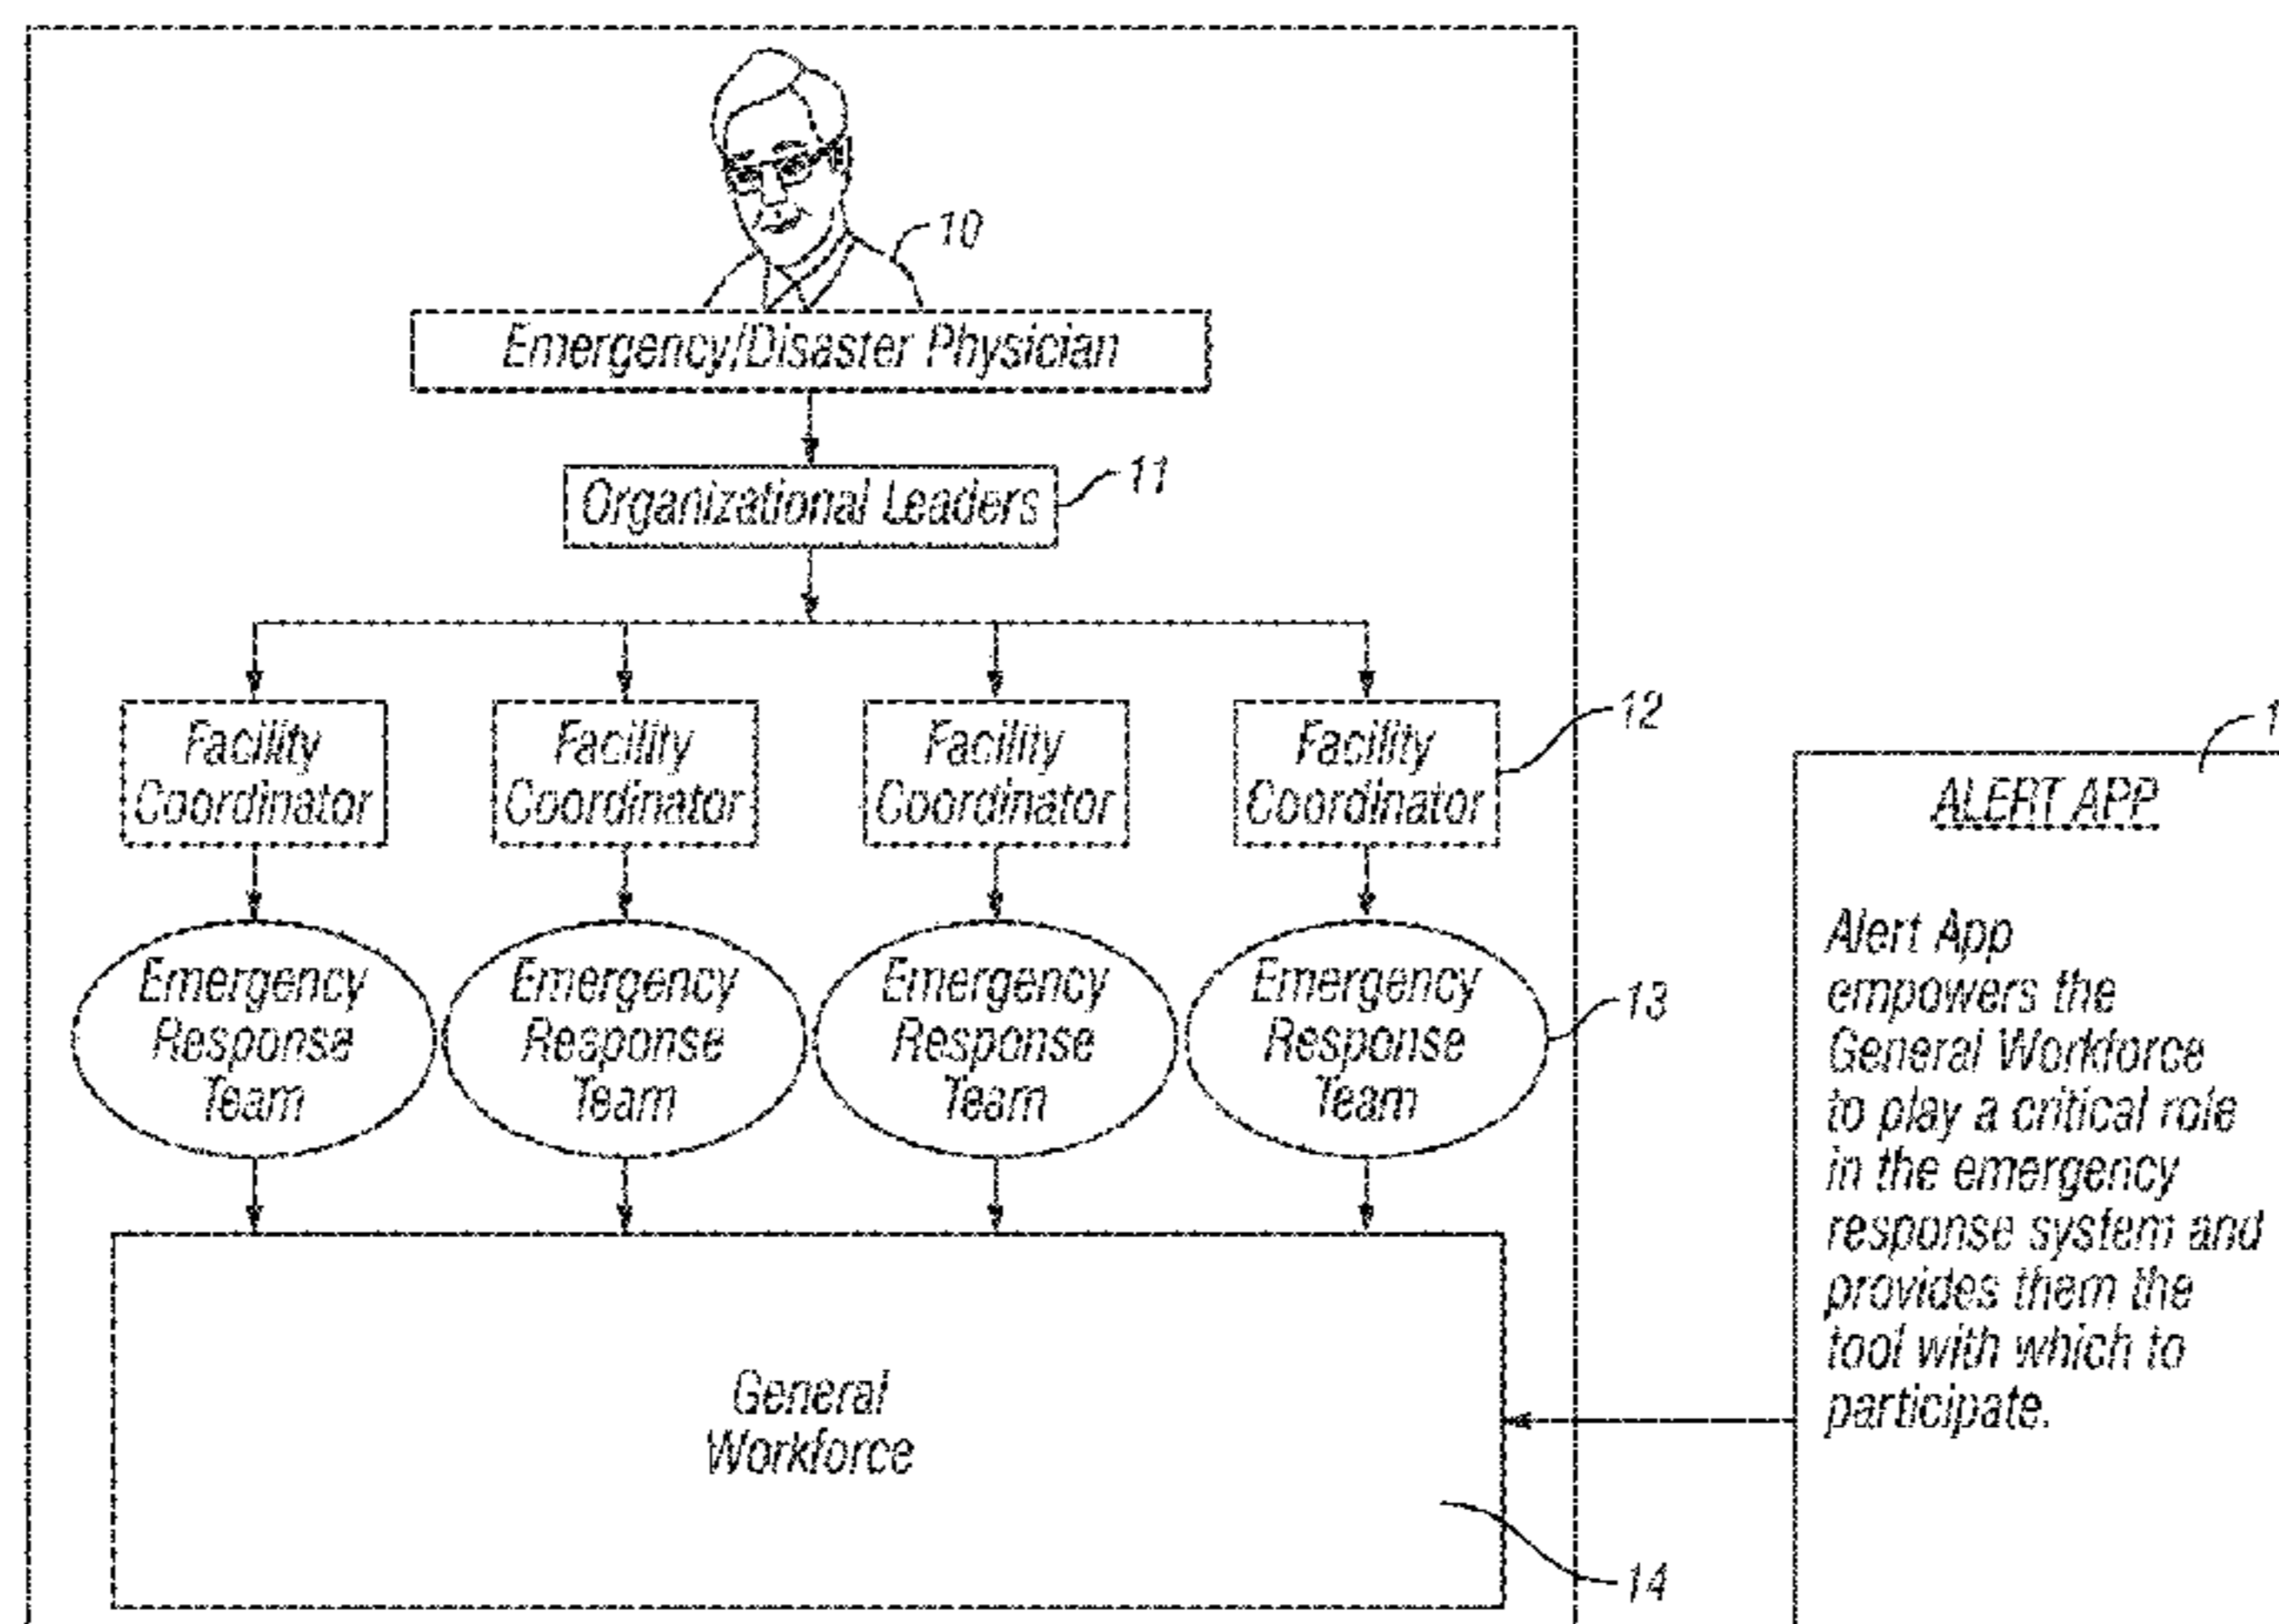 10
Emergency/Disaster Physician
Organizational Leaders
11
Facility
Coordinator
Facility
Coordinator
Facility
Coordinator
Facility
Coordinator
12
Emergency
Response
Team
Emergency
Response
Team
Emergency
Response
Team
Emergency
Response
Team
13
General
Workforce
14
ALERT APP
Alert App
empowers the
General Workforce
to play a critical role
in the emergency
response system and
provides them the
tool with which to
participate.